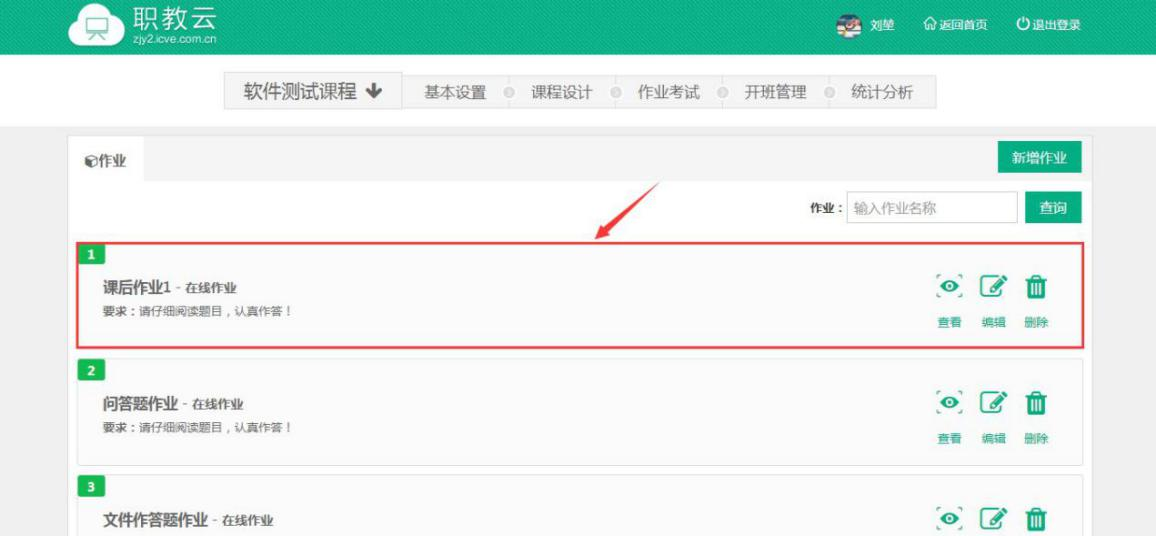 职教云
zjy2.icve.com.cn
刘堃 返回首页 退出登录
软件测试课程 基本设置 课程设计 作业考试 开班管理 统计分析
作业 新增作业
作业： 输入作业名称 查询
1
课后作业1 - 在线作业
要求：请仔细阅读题目，认真作答！
查看 编辑 删除
2
问答题作业 - 在线作业
要求：请仔细阅读题目，认真作答！
查看 编辑 删除
3
文件作答题作业 - 在线作业